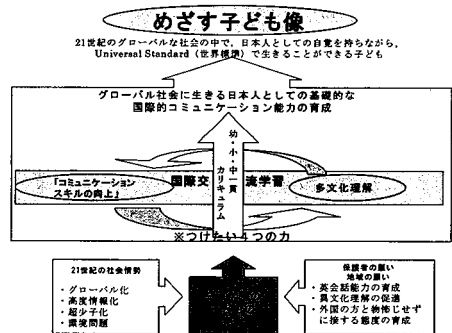 めざす子ども像
21世紀のグローバルな社会の中で、日本人としての自覚を持ちながら、
Universal Standard（世界標準）で生きることができる子ども
グローバル社会に生きる日本人としての基礎的な
国際的コミュニケーション能力の育成
幼・小・中一貫カリキュラム
「コミュニケーション
スキルの向上」
国際交流学習
多文化理解
※つけたい４つの力
21世紀の社会情勢
・グローバル化
・高度情報化
・超少子化
・環境問題
保護者の願い
地域の願い
・英会話能力の育成
・異文化理解の促進
・外国の方と物怖じせず
に接する態度の育成